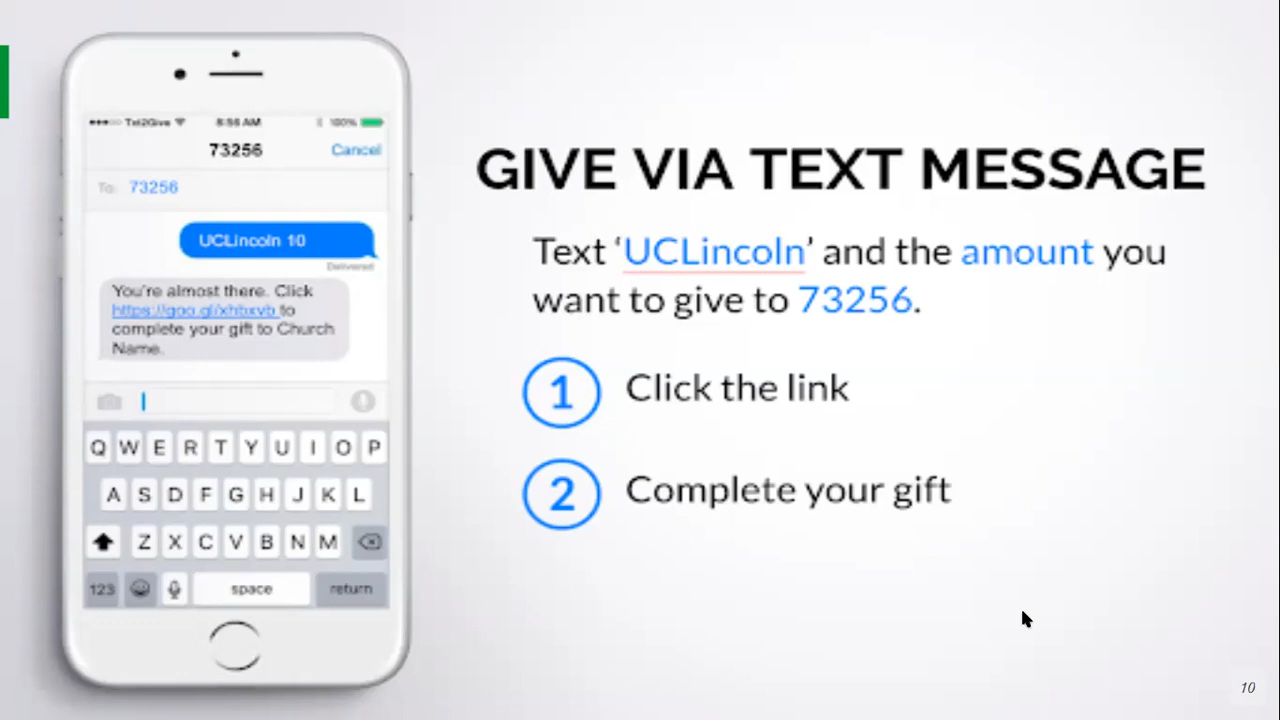 Txt2Give 8:56 AM 100%
73256 Cancel
To: 73256
UCLincoln 10
Delivered
You're almost there. Click
https://goo.gl/xhbxvb to
complete your gift to Church
Name.
Q W E R T Y U I O P
A S D F G H J K L
Z X C V B N M
123 space return
GIVE VIA TEXT MESSAGE
Text ‘UCLincoln’ and the amount you
want to give to 73256.
1 Click the link
2 Complete your gift
10